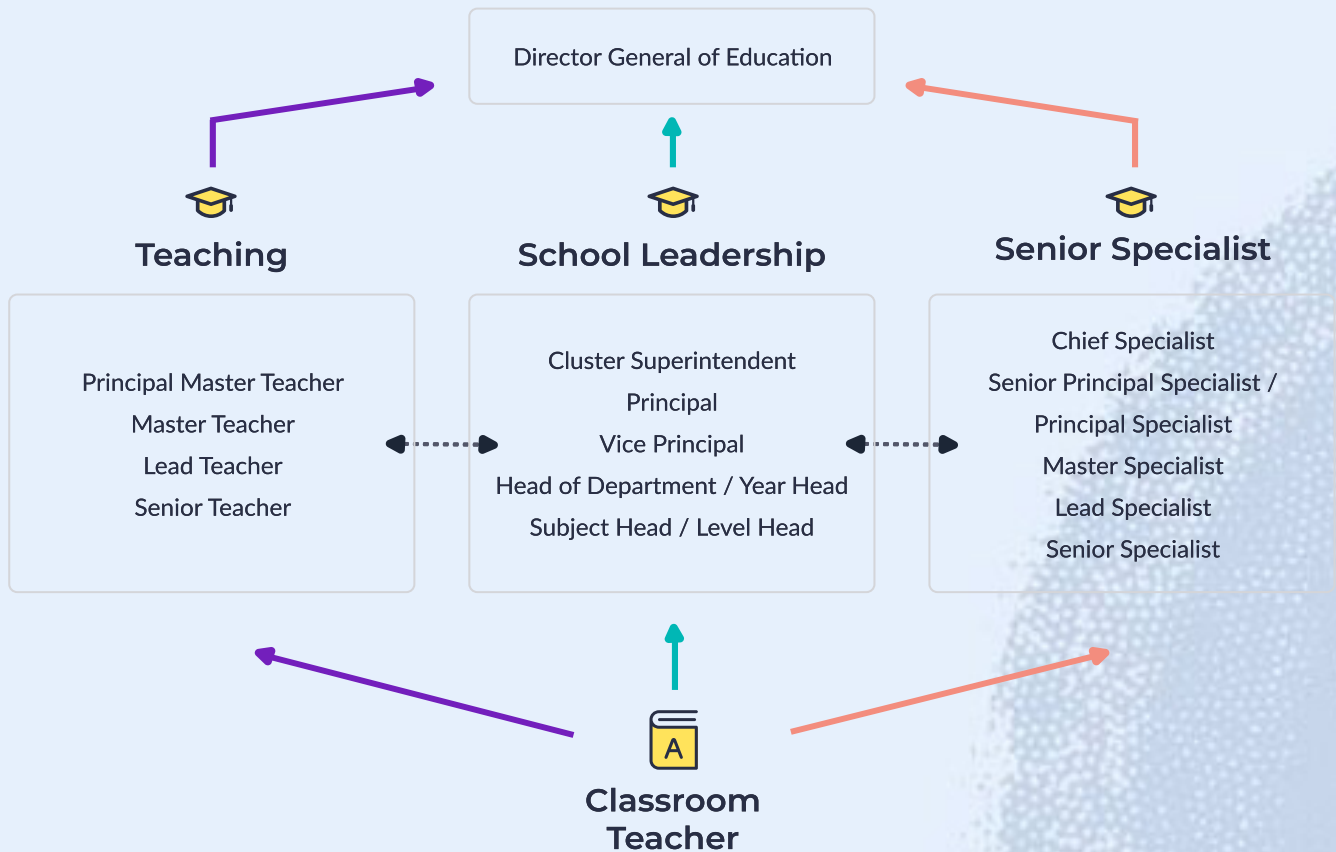 Director General of Education
Teaching
School Leadership
Senior Specialist
Principal Master Teacher
Master Teacher
Lead Teacher
Senior Teacher
Cluster Superintendent
Principal
Vice Principal
Head of Department / Year Head
Subject Head / Level Head
Chief Specialist
Senior Principal Specialist /
Principal Specialist
Master Specialist
Lead Specialist
Senior Specialist
A
Classroom
Teacher